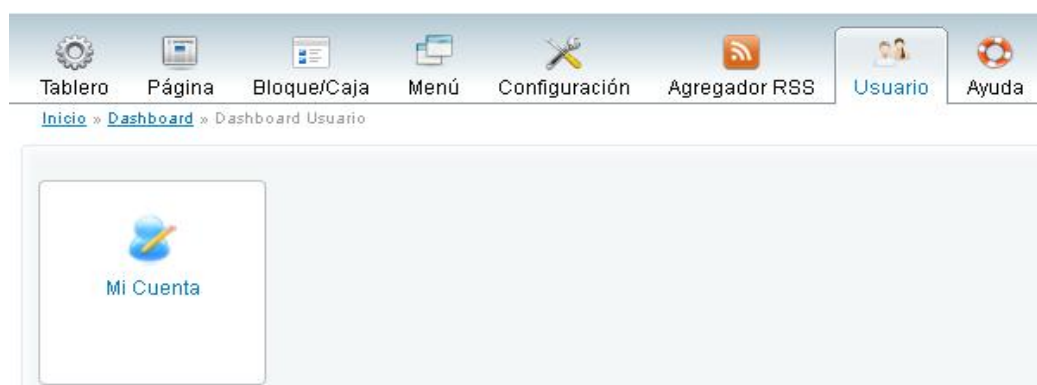 Tablero Página Bloque/Caja Menú Configuración Agregador RSS Usuario Ayuda
Inicio » Dashboard » Dashboard Usuario
Mi Cuenta